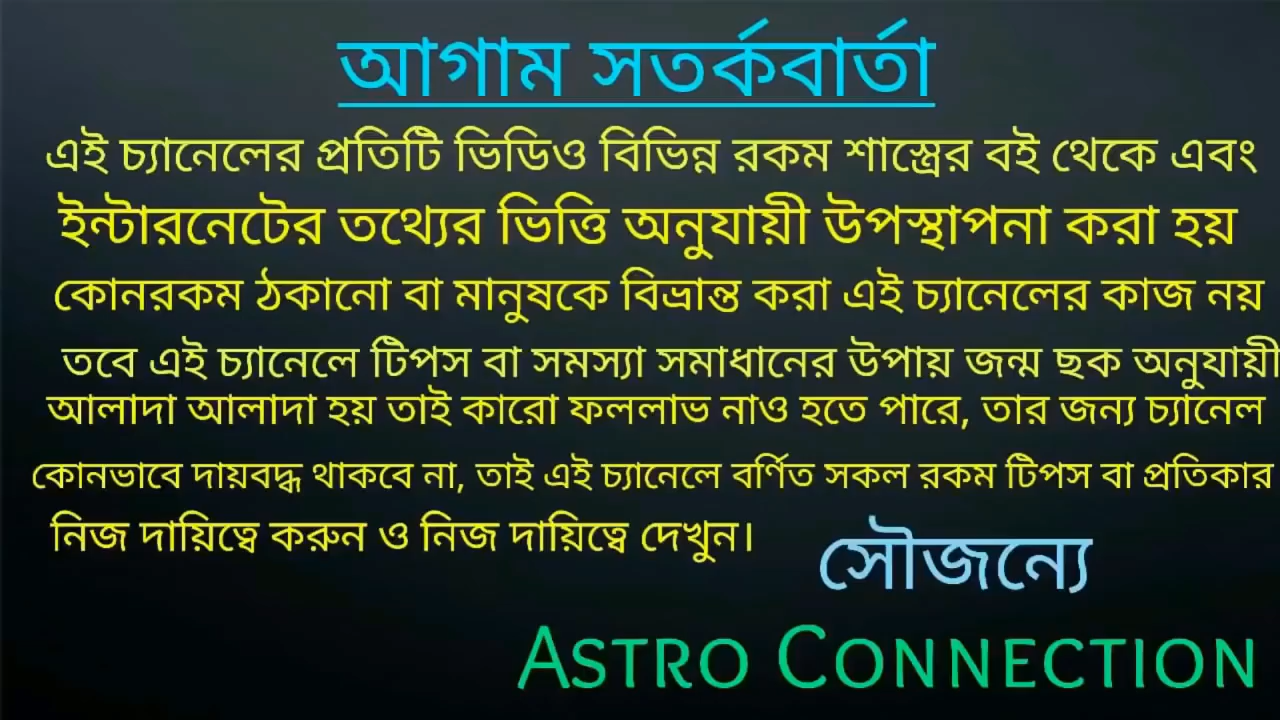 আগাম সতর্কবার্তা
এই চ্যানেলের প্রতিটি ভিডিও বিভিন্ন রকম শাস্ত্রের বই থেকে এবং
ইন্টারনেটের তথ্যের ভিত্তি অনুযায়ী উপস্থাপনা করা হয়
কোনরকম ঠকানো বা মানুষকে বিভ্রান্ত করা এই চ্যানেলের কাজ নয়
তবে এই চ্যানেলে টিপস বা সমস্যা সমাধানের উপায় জন্ম ছক অনুযায়ী
আলাদা আলাদা হয় তাই কারো ফললাভ নাও হতে পারে, তার জন্য চ্যানেল
কোনভাবে দায়বদ্ধ থাকবে না, তাই এই চ্যানেলে বর্ণিত সকল রকম টিপস বা প্রতিকার
নিজ দায়িত্বে করুন ও নিজ দায়িত্বে দেখুন।
সৌজন্যে
ASTRO CONNECTION